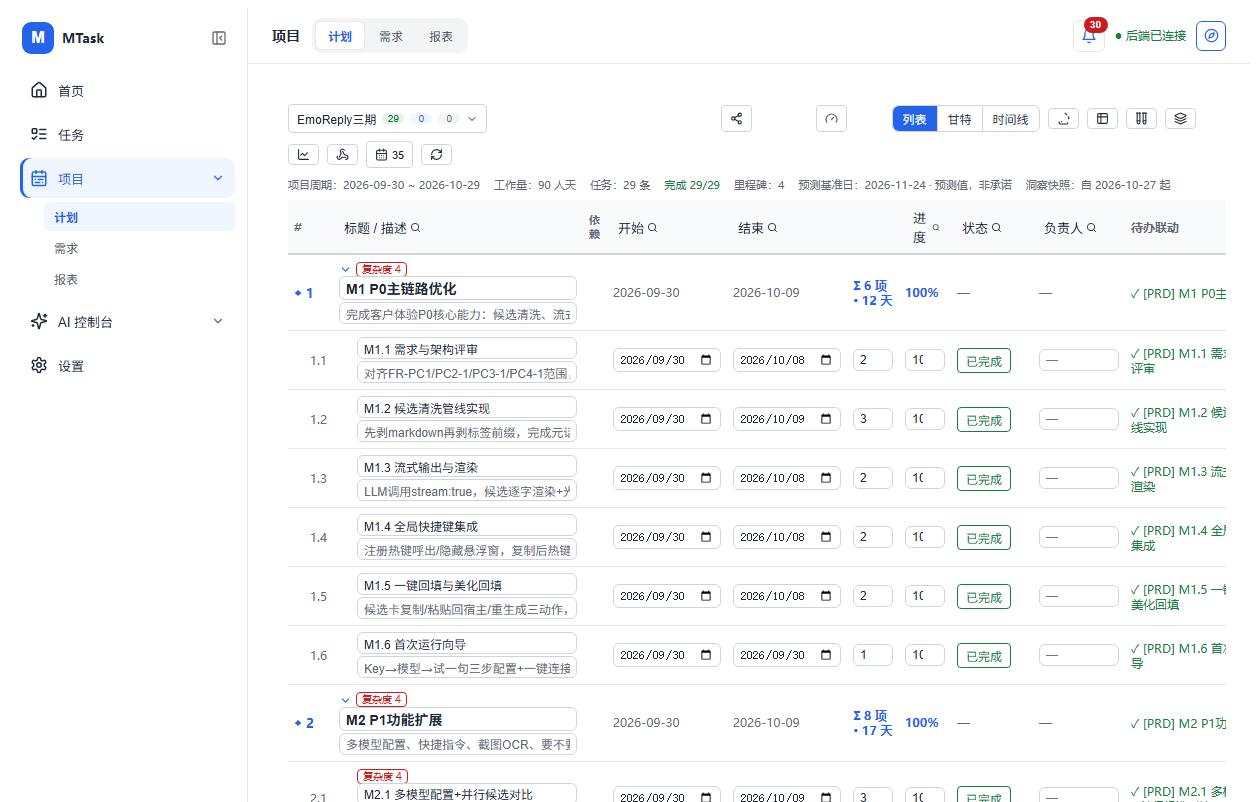 M MTask
首页
任务
项目
计划
需求
报表
AI 控制台
设置
项目 计划 需求 报表
30 后端已连接
EmoReply三期 29 0 0
列表 甘特 时间线
35
项目周期：2026-09-30 ~ 2026-10-29 工作量：90 人天 任务：29 条 完成 29/29 里程碑：4 预测基准日：2026-11-24 · 预测值，非承诺 洞察快照：自 2026-10-27 起
# 标题 / 描述 依赖 开始 结束 进度 状态 负责人 待办联动
复杂度 4
1 M1 P0主链路优化 2026-09-30 2026-10-09 Σ 6 项 • 12 天 100% — — ✓ [PRD] M1 P0主
完成客户体验P0核心能力：候选清洗、流式
1.1 M1.1 需求与架构评审 2026/09/30 2026/10/08 2 10 已完成 — ✓ [PRD] M1.1 需求
对齐FR-PC1/PC2-1/PC3-1/PC4-1范围, 评审
1.2 M1.2 候选清洗管线实现 2026/09/30 2026/10/09 3 10 已完成 — ✓ [PRD] M1.2 候选
先剥markdown再剥标签前缀，完成元语 线实现
1.3 M1.3 流式输出与渲染 2026/09/30 2026/10/08 2 10 已完成 — ✓ [PRD] M1.3 流式
LLM调用stream:true，候选逐字渲染+光 渲染
1.4 M1.4 全局快捷键集成 2026/09/30 2026/10/08 2 10 已完成 — ✓ [PRD] M1.4 全局
注册热键呼出/隐藏悬浮窗，复制后热键 集成
1.5 M1.5 一键回填与美化回填 2026/09/30 2026/10/08 2 10 已完成 — ✓ [PRD] M1.5 一键
候选卡复制/粘贴回宿主/重生成三动作， 美化回填
1.6 M1.6 首次运行向导 2026/09/30 2026/09/30 1 10 已完成 — ✓ [PRD] M1.6 首次
Key→模型→试一句三步配置+一键连接 导
复杂度 4
2 M2 P1功能扩展 2026-09-30 2026-10-09 Σ 8 项 • 17 天 100% — — ✓ [PRD] M2 P1功
多模型配置、快捷指令、截图OCR、要不要
复杂度 4
2.1 M2.1 多模型配置+并行候选对比 2026/09/30 2026/10/09 3 10 已完成 — ✓ [PRD] M2.1 多模